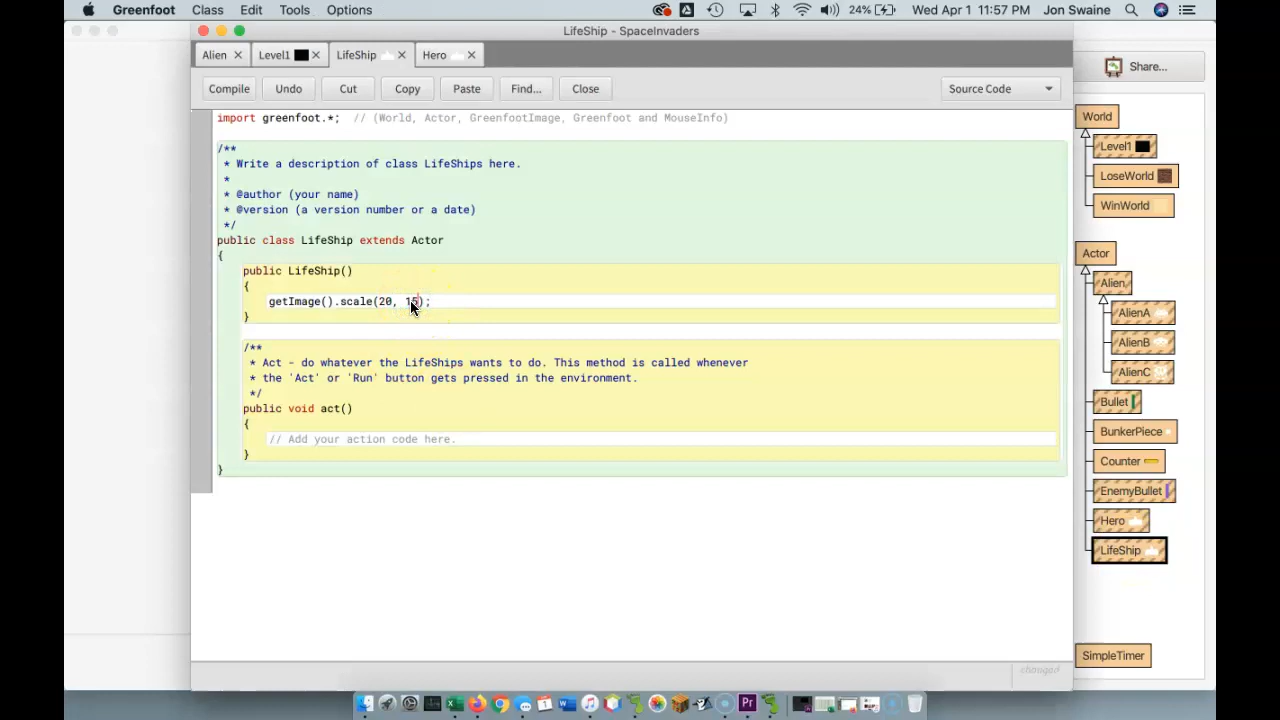 Greenfoot Class Edit Tools Options 24% Wed Apr 1 11:57 PM Jon Swaine
LifeShip - SpaceInvaders
Alien Level1 LifeShip Hero
Compile Undo Cut Copy Paste Find... Close Source Code
Share...
import greenfoot.*; // (World, Actor, GreenfootImage, Greenfoot and MouseInfo)
/**
* Write a description of class LifeShips here.
*
* @author (your name)
* @version (a version number or a date)
*/
public class LifeShip extends Actor
{
public LifeShip()
{
getImage().scale(20, 15);
}
/**
* Act - do whatever the LifeShips wants to do. This method is called whenever
* the 'Act' or 'Run' button gets pressed in the environment.
*/
public void act()
{
// Add your action code here.
}
}
changed
World
Level1
LoseWorld
WinWorld
Actor
Alien
AlienA
AlienB
AlienC
Bullet
BunkerPiece
Counter
EnemyBullet
Hero
LifeShip
SimpleTimer
Pr